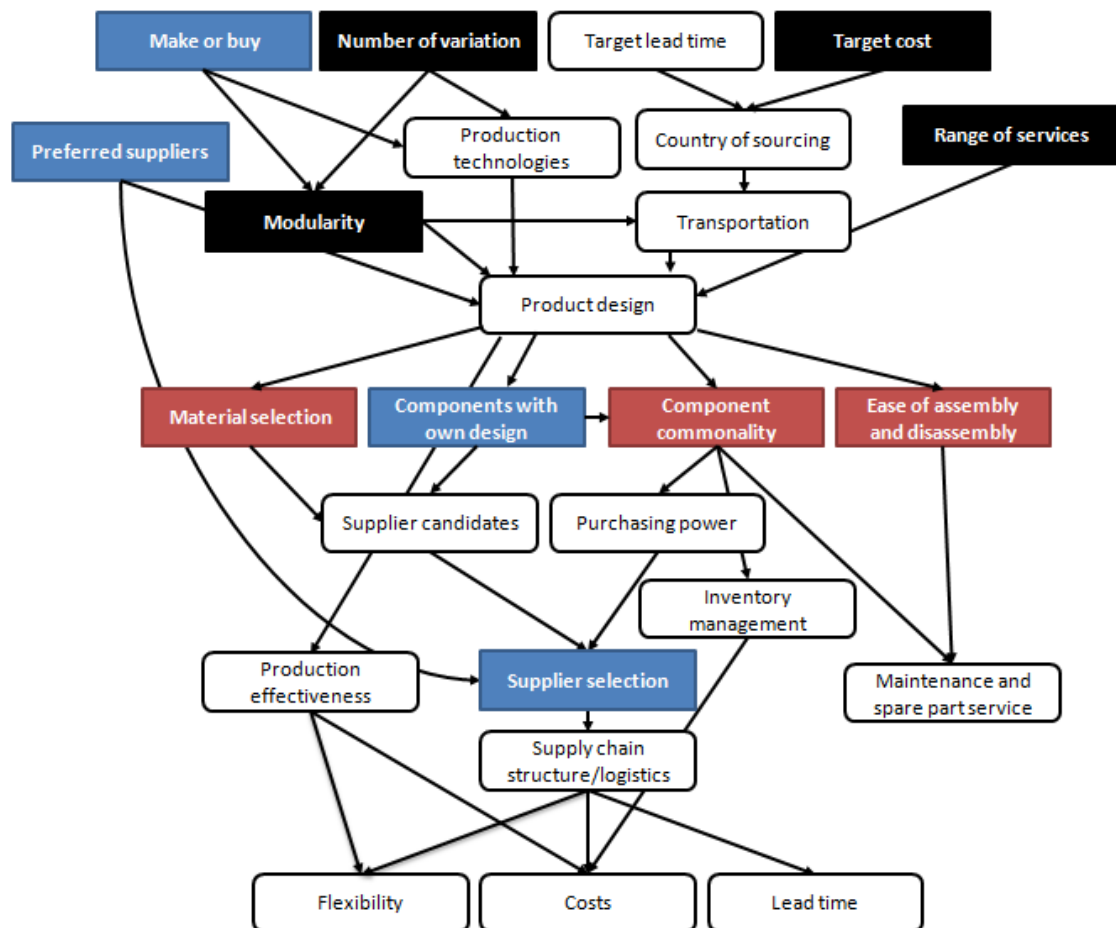 Make or buy
Number of variation
Target lead time
Target cost
Preferred suppliers
Production
technologies
Country of sourcing
Range of services
Modularity
Transportation
Product design
Material selection
Components with
own design
Component
commonality
Ease of assembly
and disassembly
Supplier candidates
Purchasing power
Inventory
management
Production
effectiveness
Supplier selection
Maintenance and
spare part service
Supply chain
structure/logistics
Flexibility
Costs
Lead time